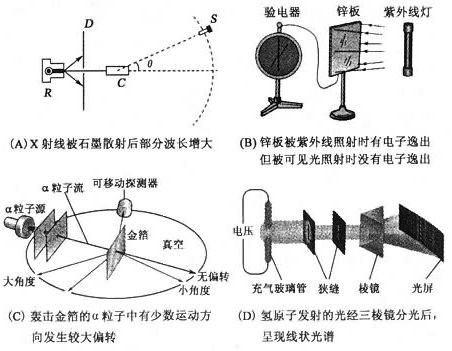 D
S
R
C
θ
(A)X 射线被石墨散射后部分波长增大
验电器
锌板
紫外线灯
(B)锌板被紫外线照射时有电子逸出
但被可见光照射时没有电子逸出
可移动探测器
α粒子流
α粒子源
金箔
真空
大角度
无偏转
小角度
(C) 轰击金箔的α粒子中有少数运动方
向发生较大偏转
电压
充气玻璃管
狭缝
棱镜
光屏
(D) 氢原子发射的光经三棱镜分光后,
呈现线状光谱